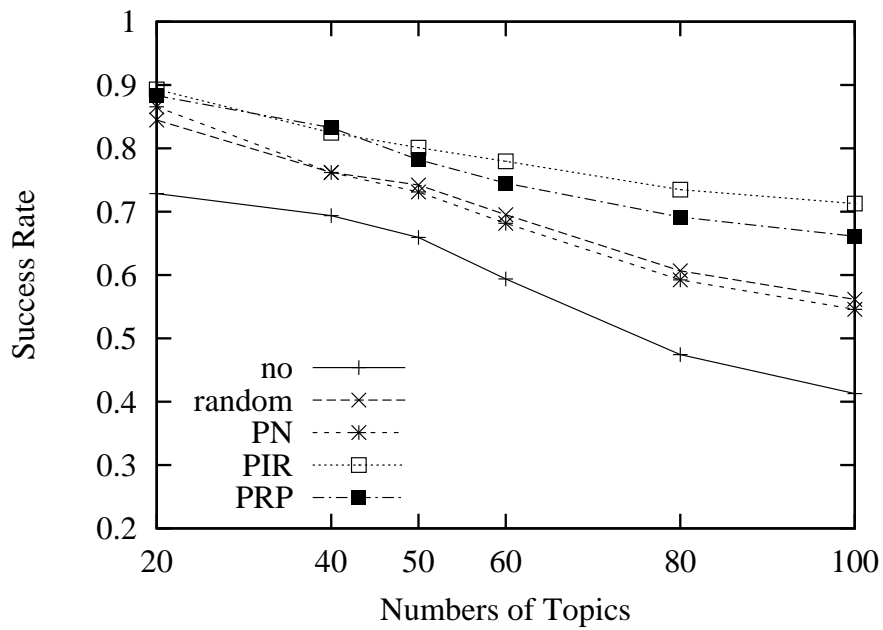 1
0.9
0.8
0.7
0.6
0.5
0.4
0.3
0.2
Success Rate
no
random
PN
PIR
PRP
20 40 50 60 80 100
Numbers of Topics